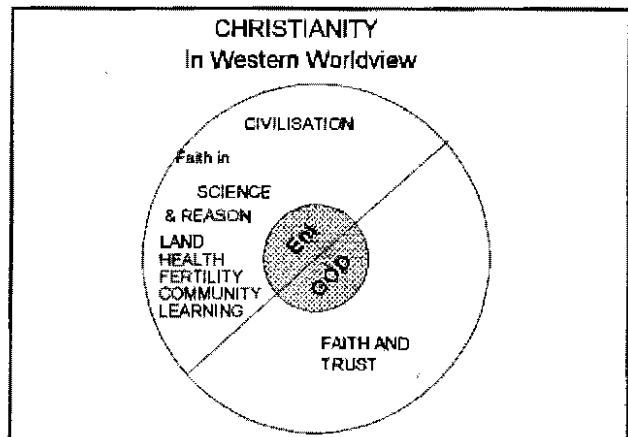 CHRISTIANITY
In Western Worldview
CIVILISATION
Faith in
SCIENCE
& REASON
LAND
HEALTH
FERTILITY
COMMUNITY
LEARNING
GOD
FAITH AND
TRUST